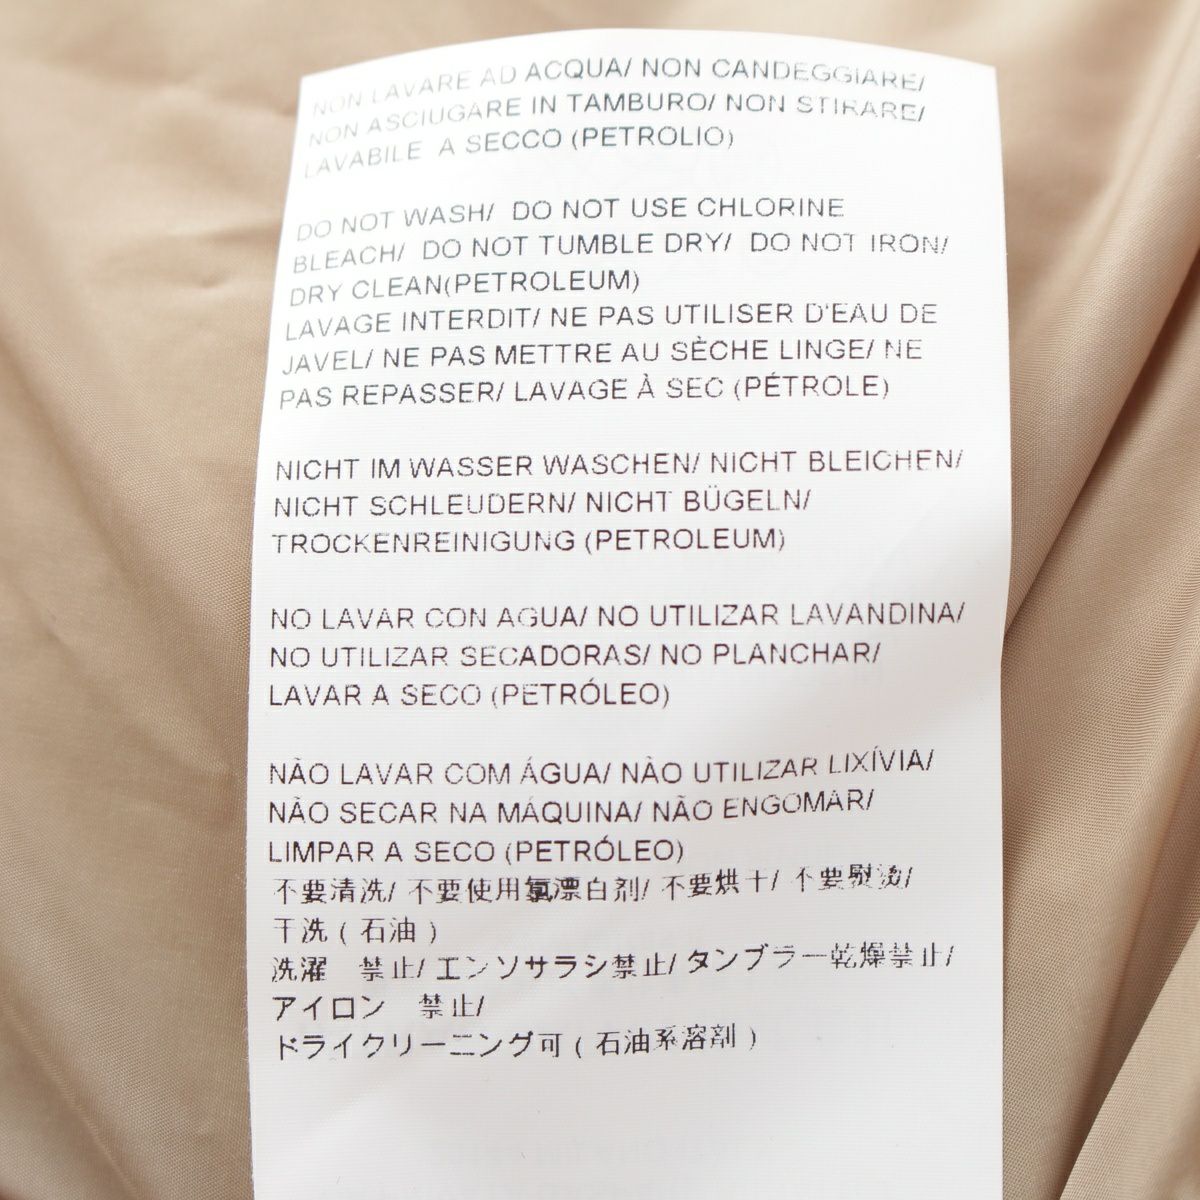 NON LAVARE AD ACQUA/ NON CANDEGGIARE/
NON ASCIUGARE IN TAMBURO/ NON STIRARE/
LAVABILE A SECCO (PETROLIO)
DO NOT WASH/ DO NOT USE CHLORINE
BLEACH/ DO NOT TUMBLE DRY/ DO NOT IRON/
DRY CLEAN(PETROLEUM)
LAVAGE INTERDIT/ NE PAS UTILISER D'EAU DE
JAVEL/ NE PAS METTRE AU SÈCHE LINGE/ NE
PAS REPASSER/ LAVAGE À SEC (PÉTROLE)
NICHT IM WASSER WASCHEN/ NICHT BLEICHEN/
NICHT SCHLEUDERN/ NICHT BÜGELN/
TROCKENREINIGUNG (PETROLEUM)
NO LAVAR CON AGUA/ NO UTILIZAR LAVANDINA/
NO UTILIZAR SECADORAS/ NO PLANCHAR/
LAVAR A SECO (PETRÓLEO)
NÃO LAVAR COM ÁGUA/ NÃO UTILIZAR LIXÍVIA/
NÃO SECAR NA MÁQUINA/ NÃO ENGOMAR/
LIMPAR A SECO (PETRÓLEO)
不要清洗/ 不要使用氯漂白剂/ 不要烘干/ 不要熨烫/
干洗 ( 石油 )
洗濯 禁止/ エンソサラシ禁止/ タンブラー乾燥禁止/
アイロン 禁止/
ドライクリーニング可 ( 石油系溶剤 )